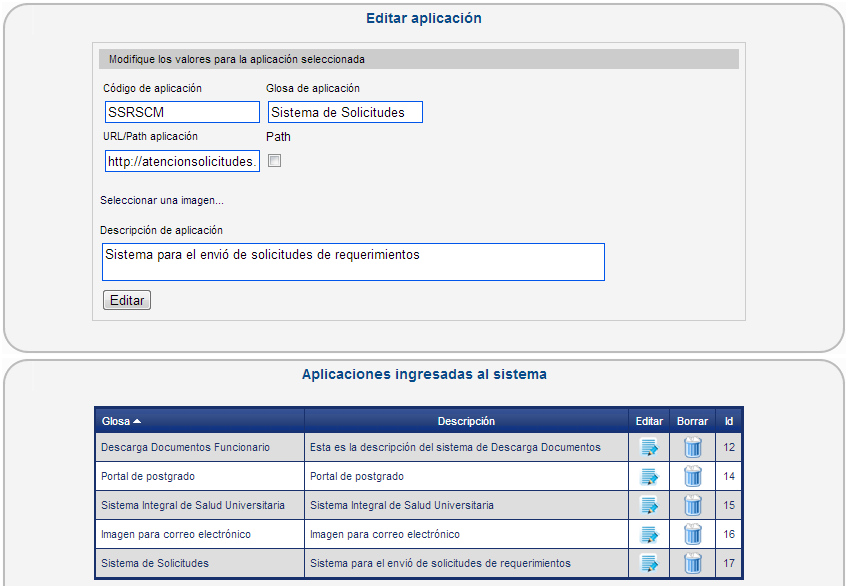 Editar aplicación
Modifique los valores para la aplicación seleccionada
Código de aplicación Glosa de aplicación
SSRSCM Sistema de Solicitudes
URL/Path aplicación Path
http://atencionsolicitudes.
Seleccionar una imagen...
Descripción de aplicación
Sistema para el envió de solicitudes de requerimientos
Editar
Aplicaciones ingresadas al sistema
Glosa Descripción Editar Borrar Id
Descarga Documentos Funcionario Esta es la descripción del sistema de Descarga Documentos 12
Portal de postgrado Portal de postgrado 14
Sistema Integral de Salud Universitaria Sistema Integral de Salud Universitaria 15
Imagen para correo electrónico Imagen para correo electrónico 16
Sistema de Solicitudes Sistema para el envió de solicitudes de requerimientos 17